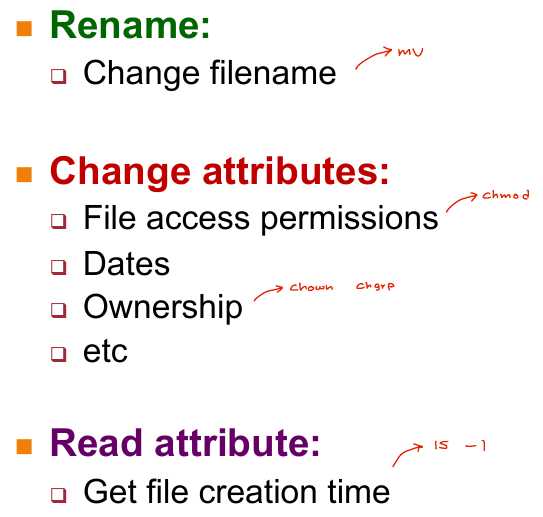 Rename:
Change filename
mv
Change attributes:
File access permissions
chmod
Dates
Ownership
chown chgrp
etc
Read attribute:
ls -l
Get file creation time